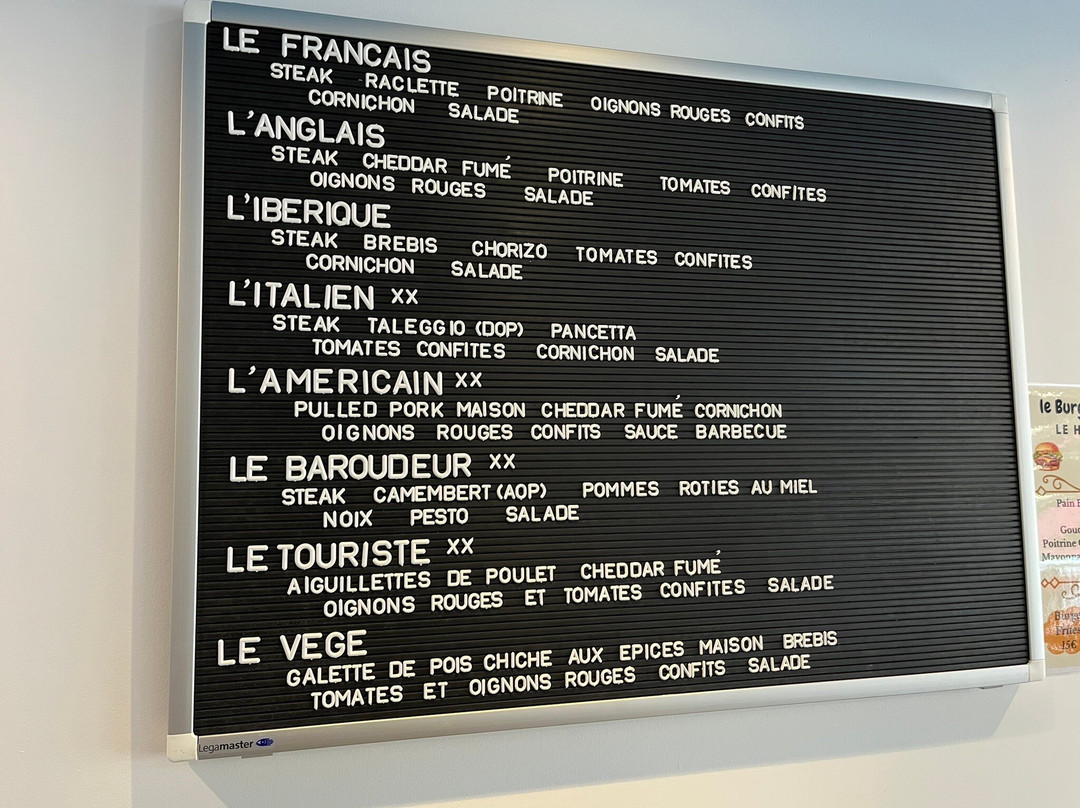 LE FRANCAIS
STEAK RACLETTE POITRINE OIGNONS ROUGES CONFITS
CORNICHON SALADE
L'ANGLAIS
STEAK CHEDDAR FUMÉ POITRINE TOMATES CONFITES
OIGNONS ROUGES SALADE
L'IBERIQUE
STEAK BREBIS CHORIZO TOMATES CONFITES
CORNICHON SALADE
L'ITALIEN XX
STEAK TALEGGIO (DOP) PANCETTA
TOMATES CONFITES CORNICHON SALADE
L'AMERICAIN XX
PULLED PORK MAISON CHEDDAR FUMÉ CORNICHON
OIGNONS ROUGES CONFITS SAUCE BARBECUE
LE BAROUDEUR XX
STEAK CAMEMBERT (AOP) POMMES ROTIES AU MIEL
NOIX PESTO SALADE
LE TOURISTE XX
AIGUILLETTES DE POULET CHEDDAR FUMÉ
OIGNONS ROUGES ET TOMATES CONFITES SALADE
LE VEGE
GALETTE DE POIS CHICHE AUX EPICES MAISON BREBIS
TOMATES ET OIGNONS ROUGES CONFITS SALADE
Legamaster
le
LE
Pain
Poitrine